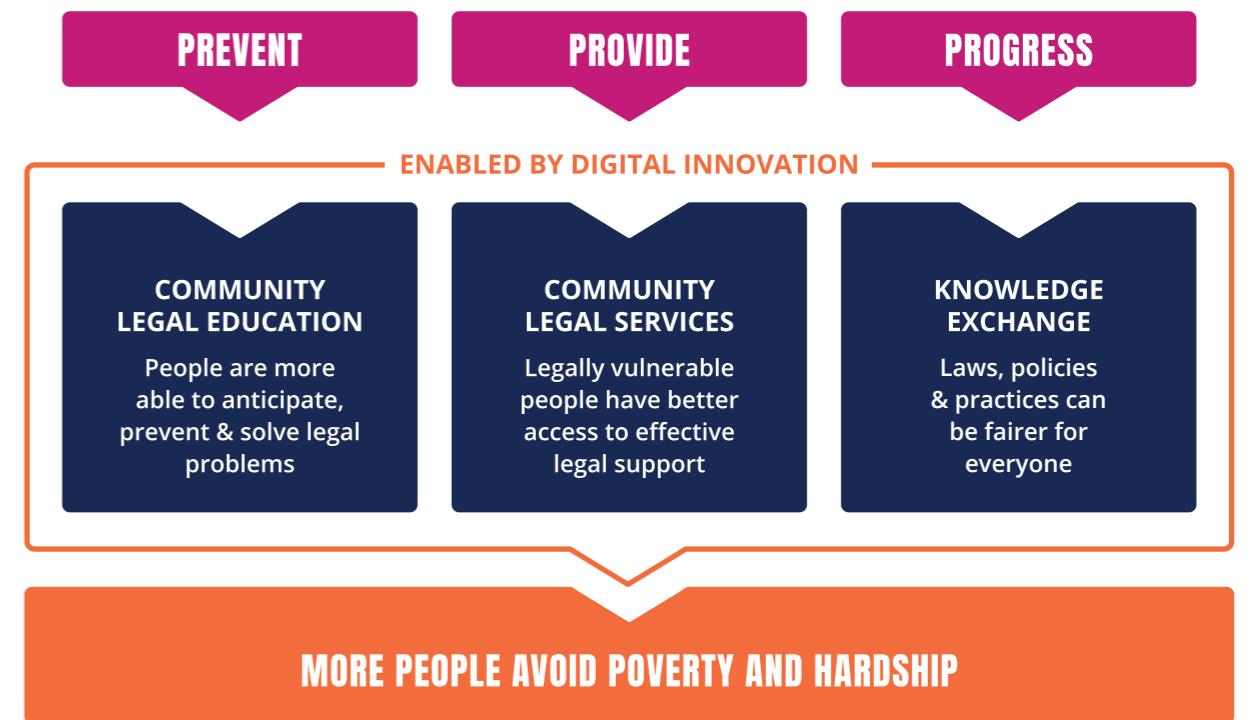 PREVENT
PROVIDE
PROGRESS
ENABLED BY DIGITAL INNOVATION
COMMUNITY
LEGAL EDUCATION
People are more
able to anticipate,
prevent & solve legal
problems
COMMUNITY
LEGAL SERVICES
Legally vulnerable
people have better
access to effective
legal support
KNOWLEDGE
EXCHANGE
Laws, policies
& practices can
be fairer for
everyone
MORE PEOPLE AVOID POVERTY AND HARDSHIP